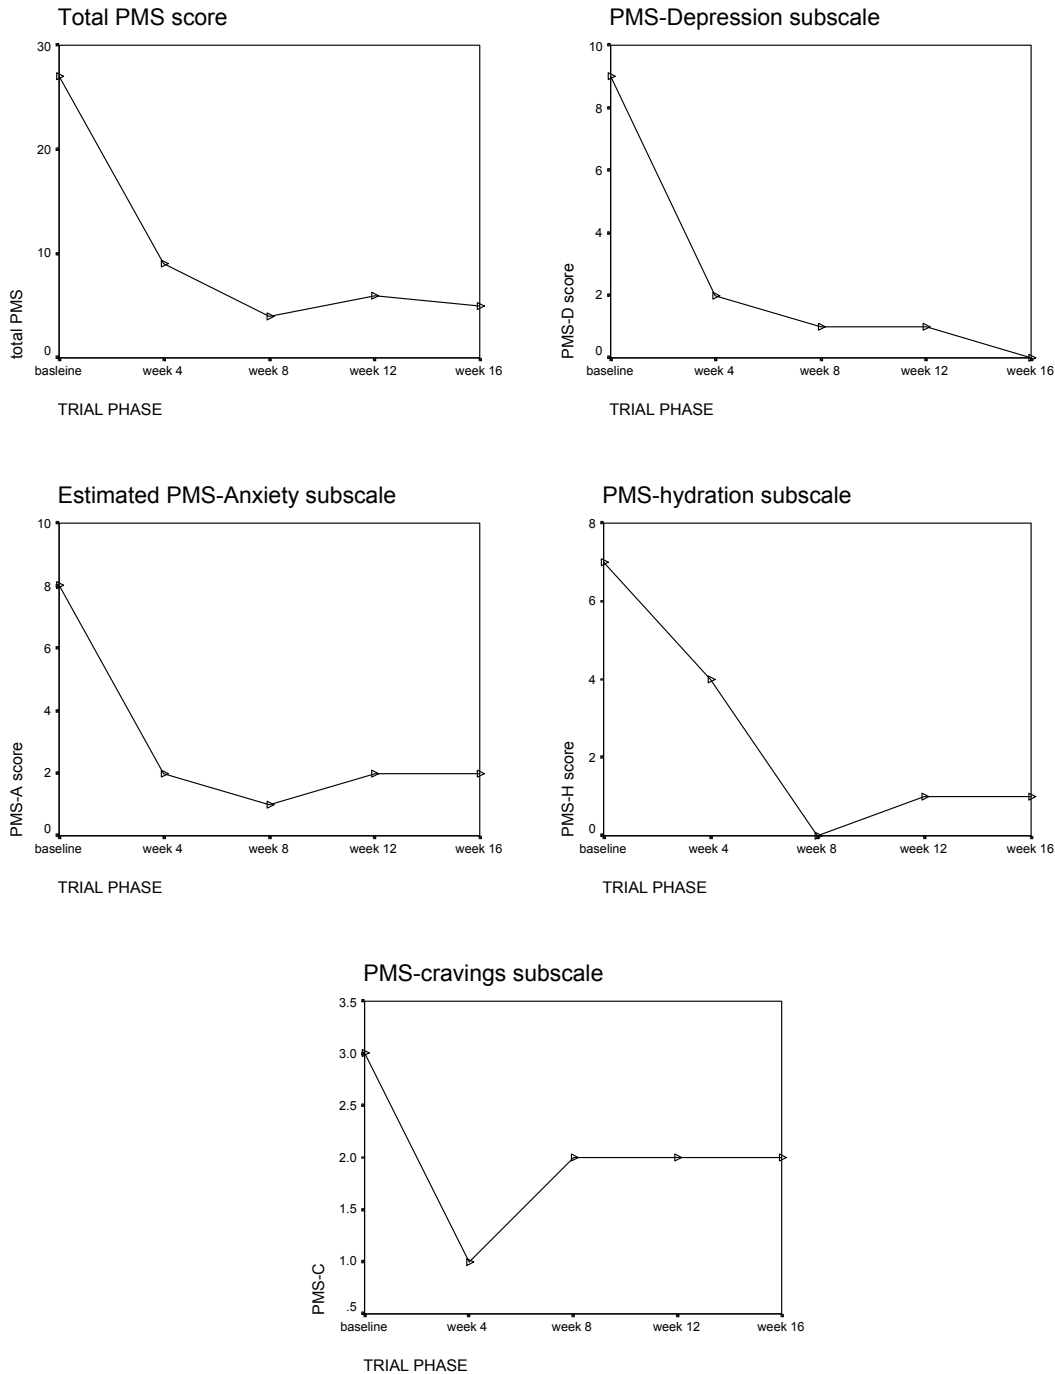 Total PMS score
30
20
10
0
total PMS
basleine
week 4
week 8
week 12
week 16
TRIAL PHASE
PMS-Depression subscale
10
8
6
4
2
0
PMS-D score
baseline
week 4
week 8
week 12
week 16
TRIAL PHASE
Estimated PMS-Anxiety subscale
10
8
6
4
2
0
PMS-A score
baseline
week 4
week 8
week 12
week 16
TRIAL PHASE
PMS-hydration subscale
8
6
4
2
0
PMS-H score
baseline
week 4
week 8
week 12
week 16
TRIAL PHASE
PMS-cravings subscale
3.5
3.0
2.5
2.0
1.5
1.0
.5
PMS-C
baseline
week 4
week 8
week 12
week 16
TRIAL PHASE